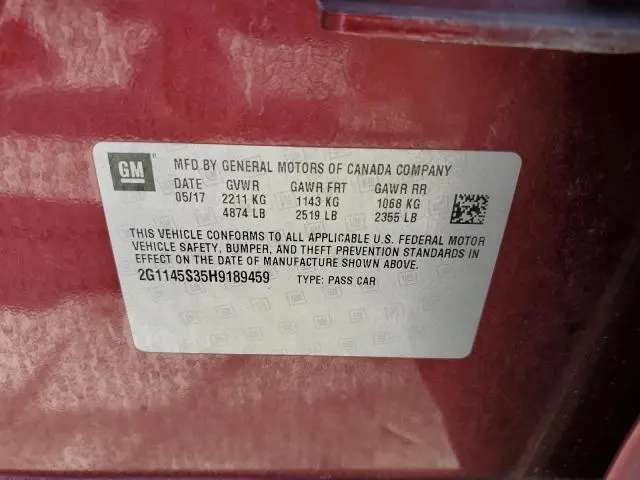 GM MFD BY GENERAL MOTORS OF CANADA COMPANY
DATE GVWR GAWR FRT GAWR RR
05/17 2211 KG 1143 KG 1068 KG
4874 LB 2519 LB 2355 LB
THIS VEHICLE CONFORMS TO ALL APPLICABLE U.S. FEDERAL MOTOR
VEHICLE SAFETY, BUMPER, AND THEFT PREVENTION STANDARDS IN
EFFECT ON THE DATE OF MANUFACTURE SHOWN ABOVE.
2G1145S35H9189459 TYPE: PASS CAR